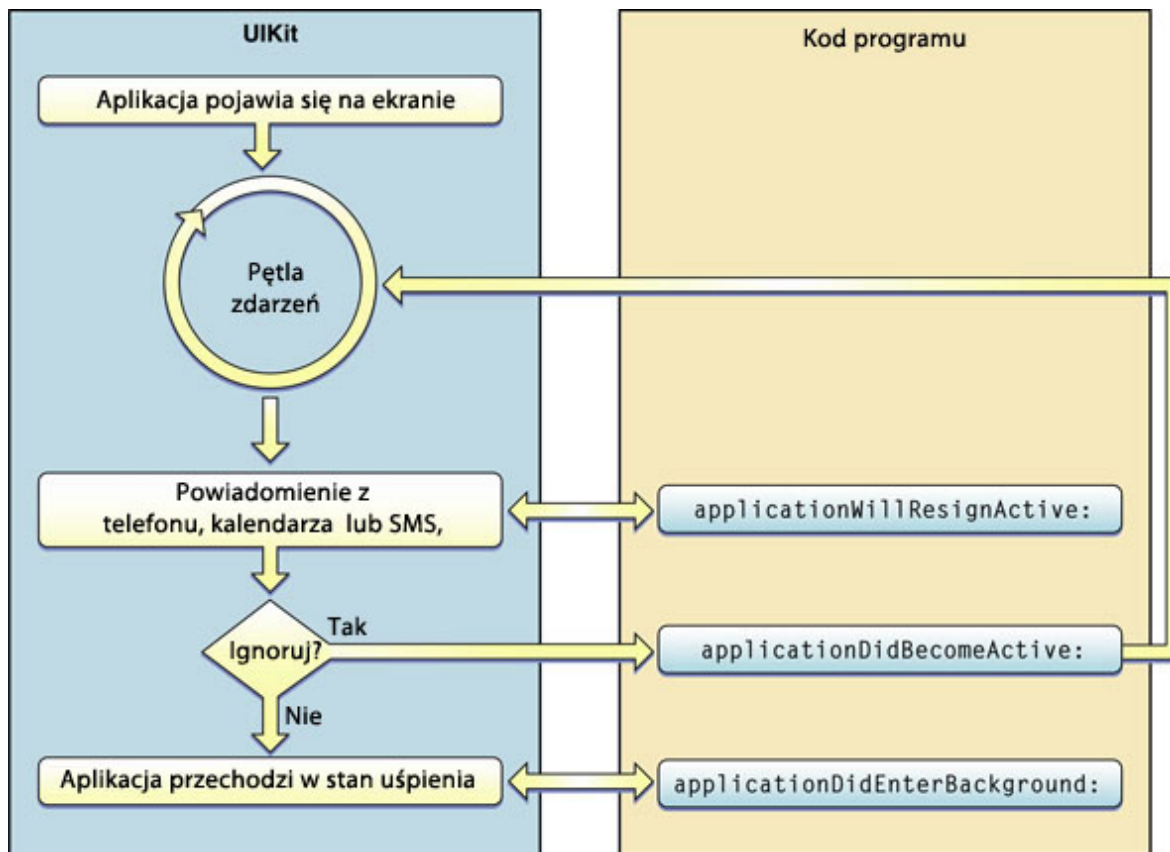 UIKit
Kod programu
Aplikacja pojawia się na ekranie
Pętla
zdarzeń
Powiadomienie z
telefonu, kalendarza lub SMS,
applicationWillResignActive:
Ignoruj?
Tak
applicationDidBecomeActive:
Nie
Aplikacja przechodzi w stan uśpienia
applicationDidEnterBackground: